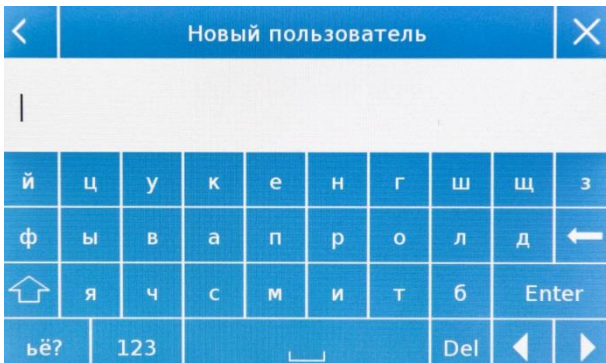 Новый пользователь
й ц у к е н г ш щ з
ф ы в а п р о л д
я ч с м и т б Enter
ьё? 123 Del